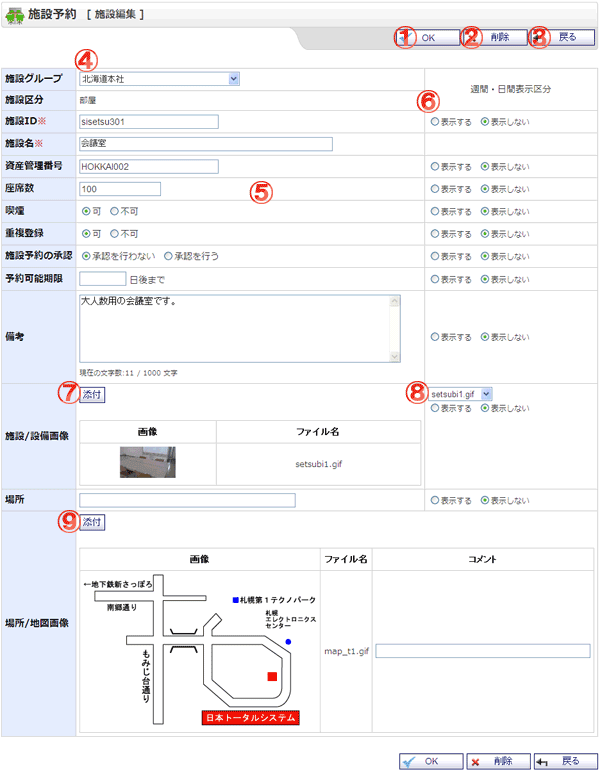 施設予約 [ 施設編集 ]
① OK ② 削除 ③ 戻る
④
施設グループ 北海道本社 週間・日間表示区分
施設区分 部屋
⑥
施設ID※ sisetsu301 表示する 表示しない
施設名※ 会議室
資産管理番号 HOKKAI002 表示する 表示しない
座席数 100 ⑤ 表示する 表示しない
喫煙 可 不可 表示する 表示しない
重複登録 可 不可 表示する 表示しない
施設予約の承認 承認を行わない 承認を行う 表示する 表示しない
予約可能期限 日後まで 表示する 表示しない
備考 大人数用の会議室です。 表示する 表示しない
現在の文字数:11 / 1000 文字
⑦ 添付 ⑧ setsubi1.gif
表示する 表示しない
施設/設備画像
画像 ファイル名
setsubi1.gif
場所 表示する 表示しない
⑨ 添付
場所/地図画像
画像 ファイル名 コメント
←地下鉄新さっぽろ
南郷通り
札幌第1テクノパーク
札幌
エレクトロニクス
センター
もみじ台通り
map_t1.gif
日本トータルシステム
OK 削除 戻る